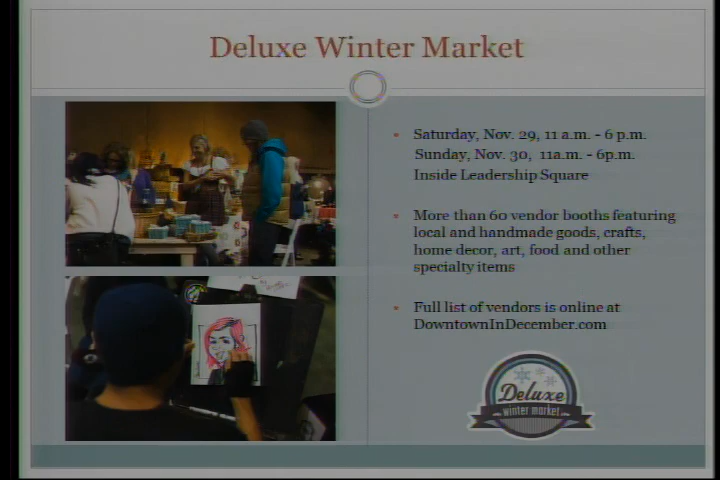 Deluxe Winter Market
Saturday, Nov. 29, 11 a.m. - 6 p.m.
Sunday, Nov. 30, 11a.m. - 6p.m.
Inside Leadership Square
More than 60 vendor booths featuring
local and handmade goods, crafts,
home decor, art, food and other
specialty items
Full list of vendors is online at
DowntownInDecember.com
Deluxe
winter market